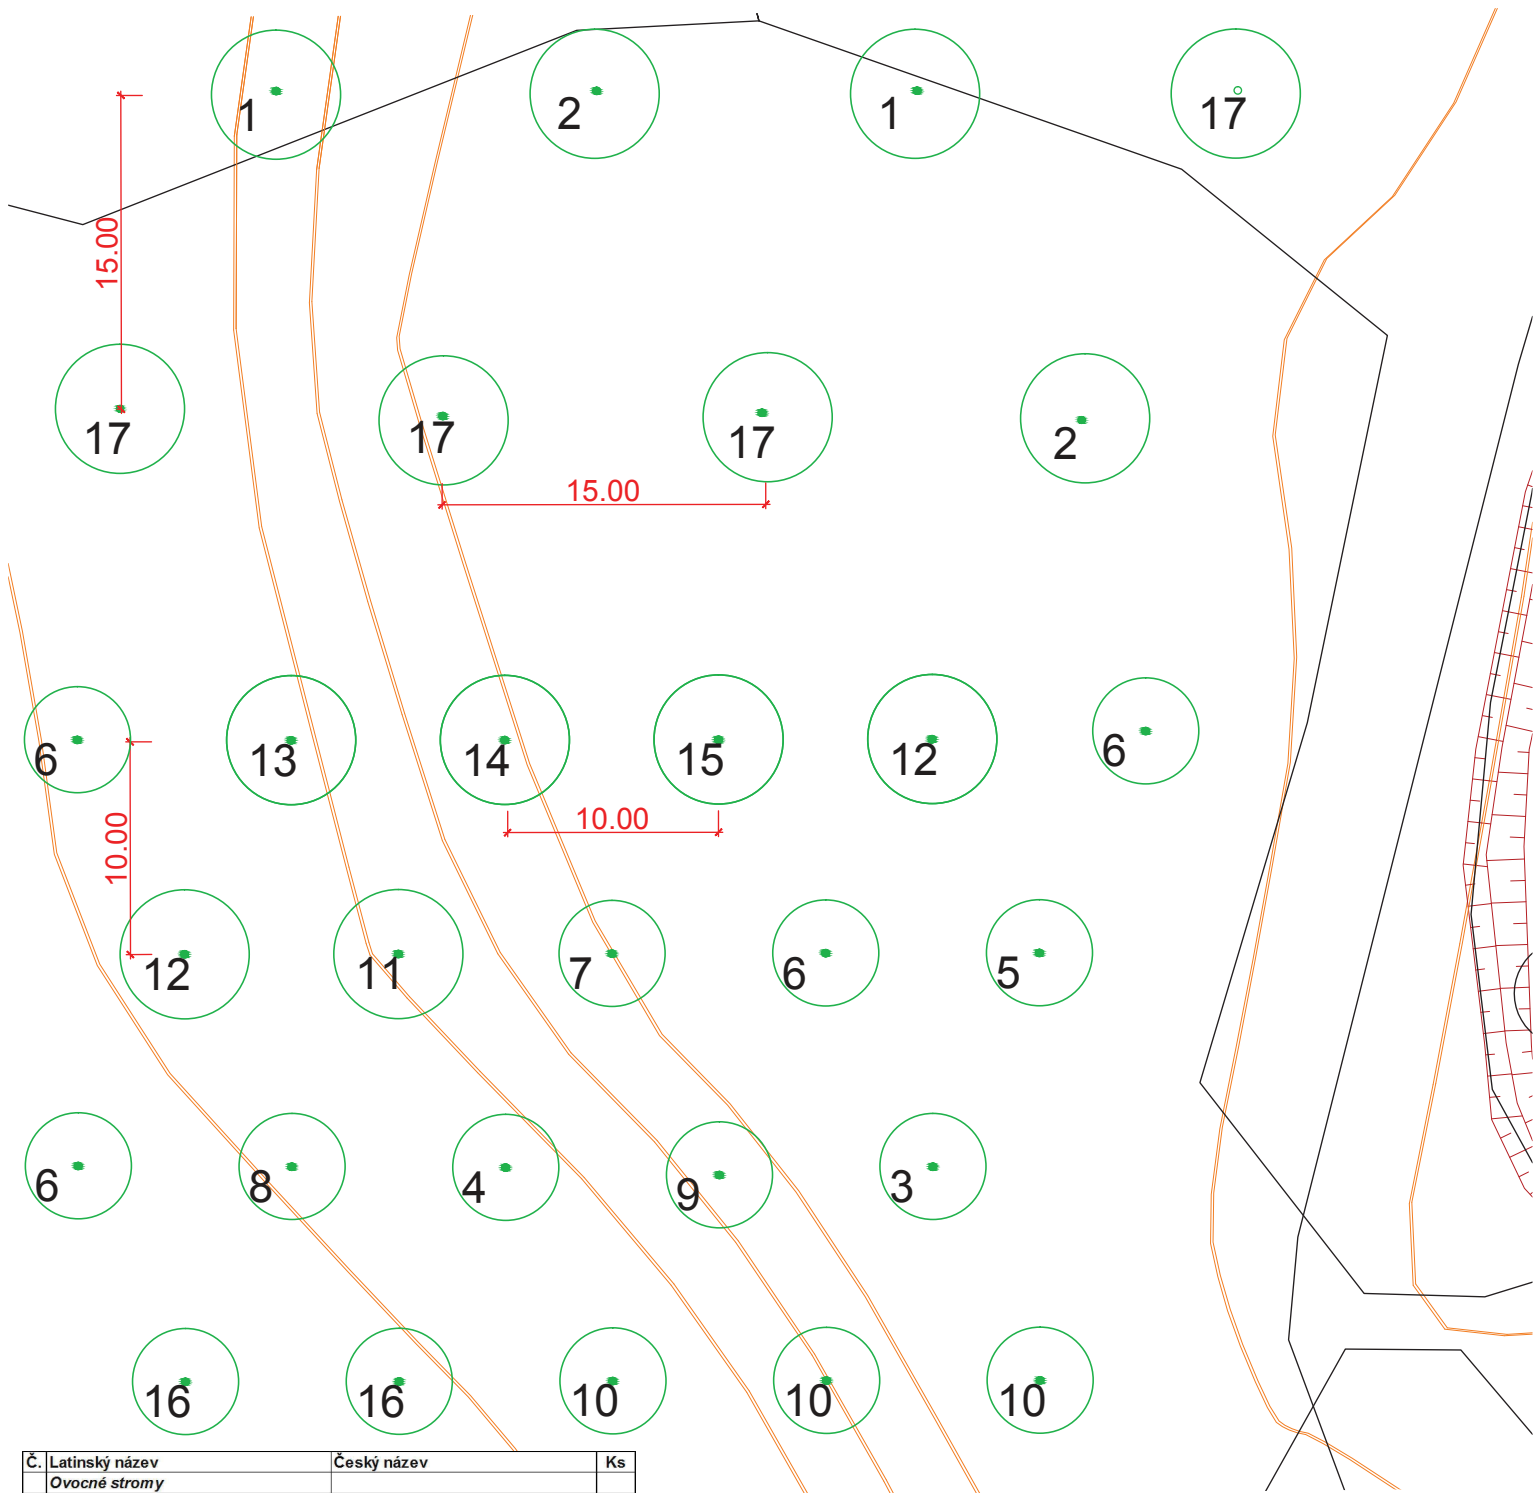 1 2 1 17
15.00
17 17 17 2
15.00
6 13 14 15 12 6
10.00
10.00
12 11 7 6 5
6 8 4 9 3
16 16 10 10 10
Č. Latinský název Český název Ks
Ovocné stromy